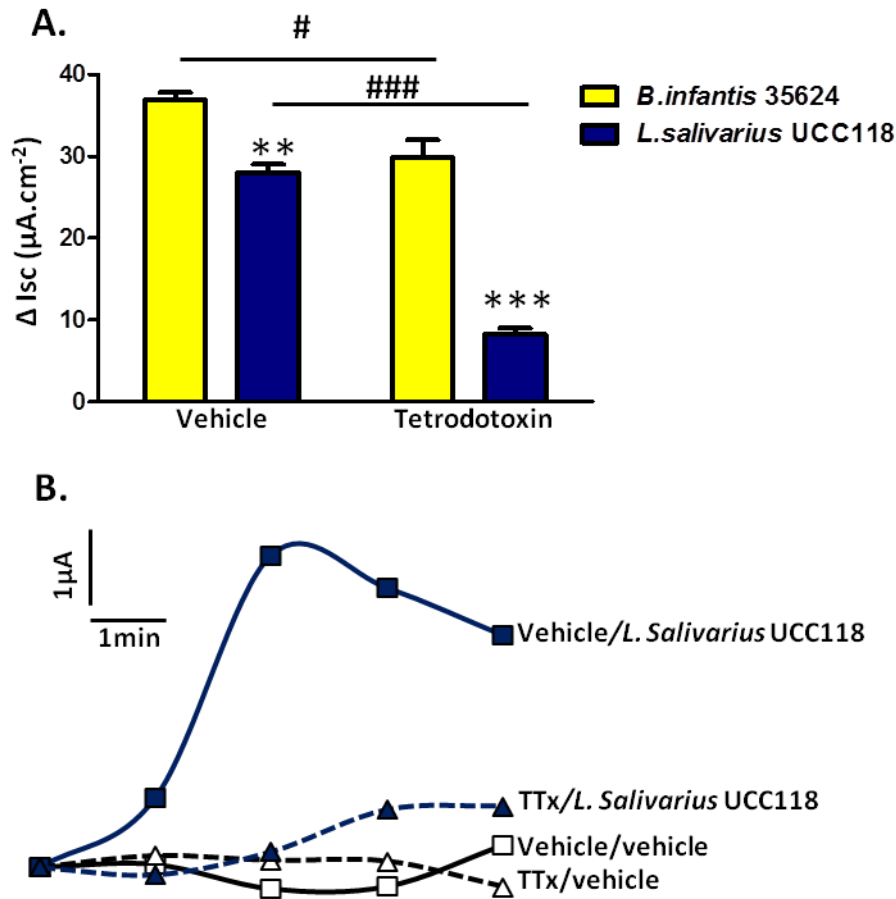 A.
#
###
40
30
20
10
0
Δ Isc (µA.cm-2)
**
***
Vehicle
Tetrodotoxin
B.infantis 35624
L.salivarius UCC118
B.
1µA
1min
Vehicle/L. Salivarius UCC118
TTx/L. Salivarius UCC118
Vehicle/vehicle
TTx/vehicle